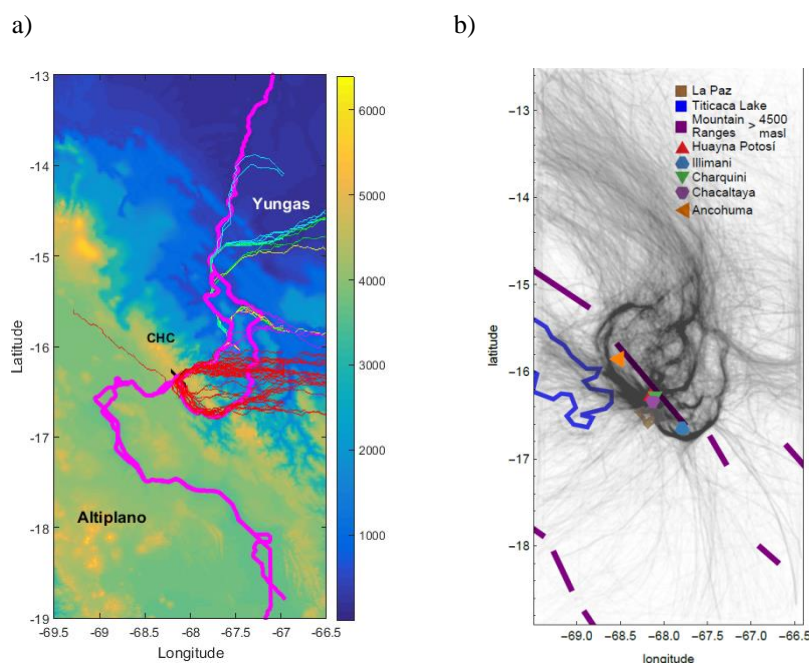 a)
b)
-13
-14
-15
-16
-17
-18
-19
-69.5
-69
-68.5
-68
-67.5
-67
-66.5
Latitude
Longitude
Yungas
CHC
Altiplano
6000
5000
4000
3000
2000
1000
La Paz
Titicaca Lake
Mountain Ranges > 4500 masl
Huayna Potosí
Illimani
Charquini
Chacaltaya
Ancohuma
−13
−14
−15
−16
−17
−18
latitude
−69.0
−68.5
−68.0
−67.5
−67.0
−66.5
longitude